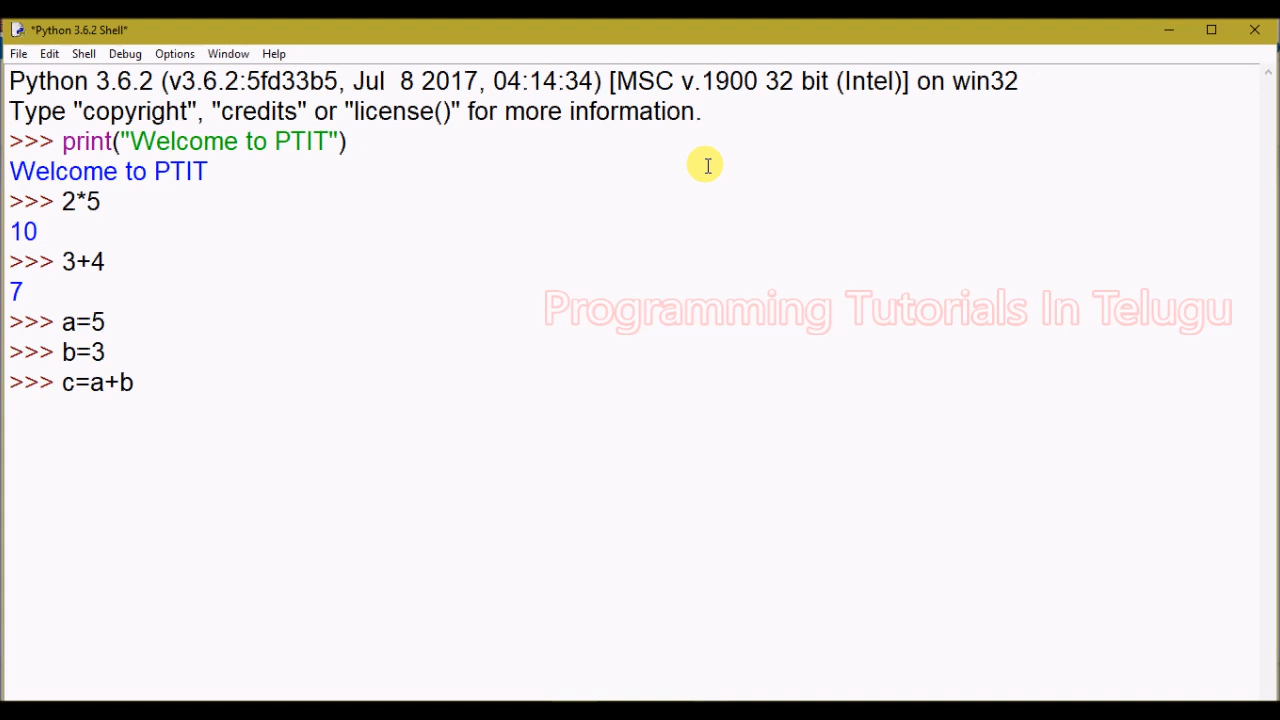 *Python 3.6.2 Shell*
File Edit Shell Debug Options Window Help
Python 3.6.2 (v3.6.2:5fd33b5, Jul  8 2017, 04:14:34) [MSC v.1900 32 bit (Intel)] on win32
Type "copyright", "credits" or "license()" for more information.
>>> print("Welcome to PTIT")
Welcome to PTIT
>>> 2*5
10
>>> 3+4
7
Programming Tutorials In Telugu
>>> a=5
>>> b=3
>>> c=a+b